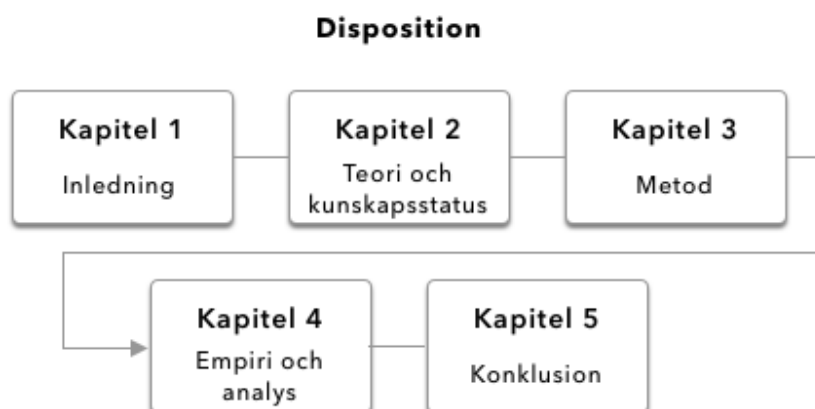 Disposition
Kapitel 1
Inledning
Kapitel 2
Teori och
kunskapsstatus
Kapitel 3
Metod
Kapitel 4
Empiri och
analys
Kapitel 5
Konklusion